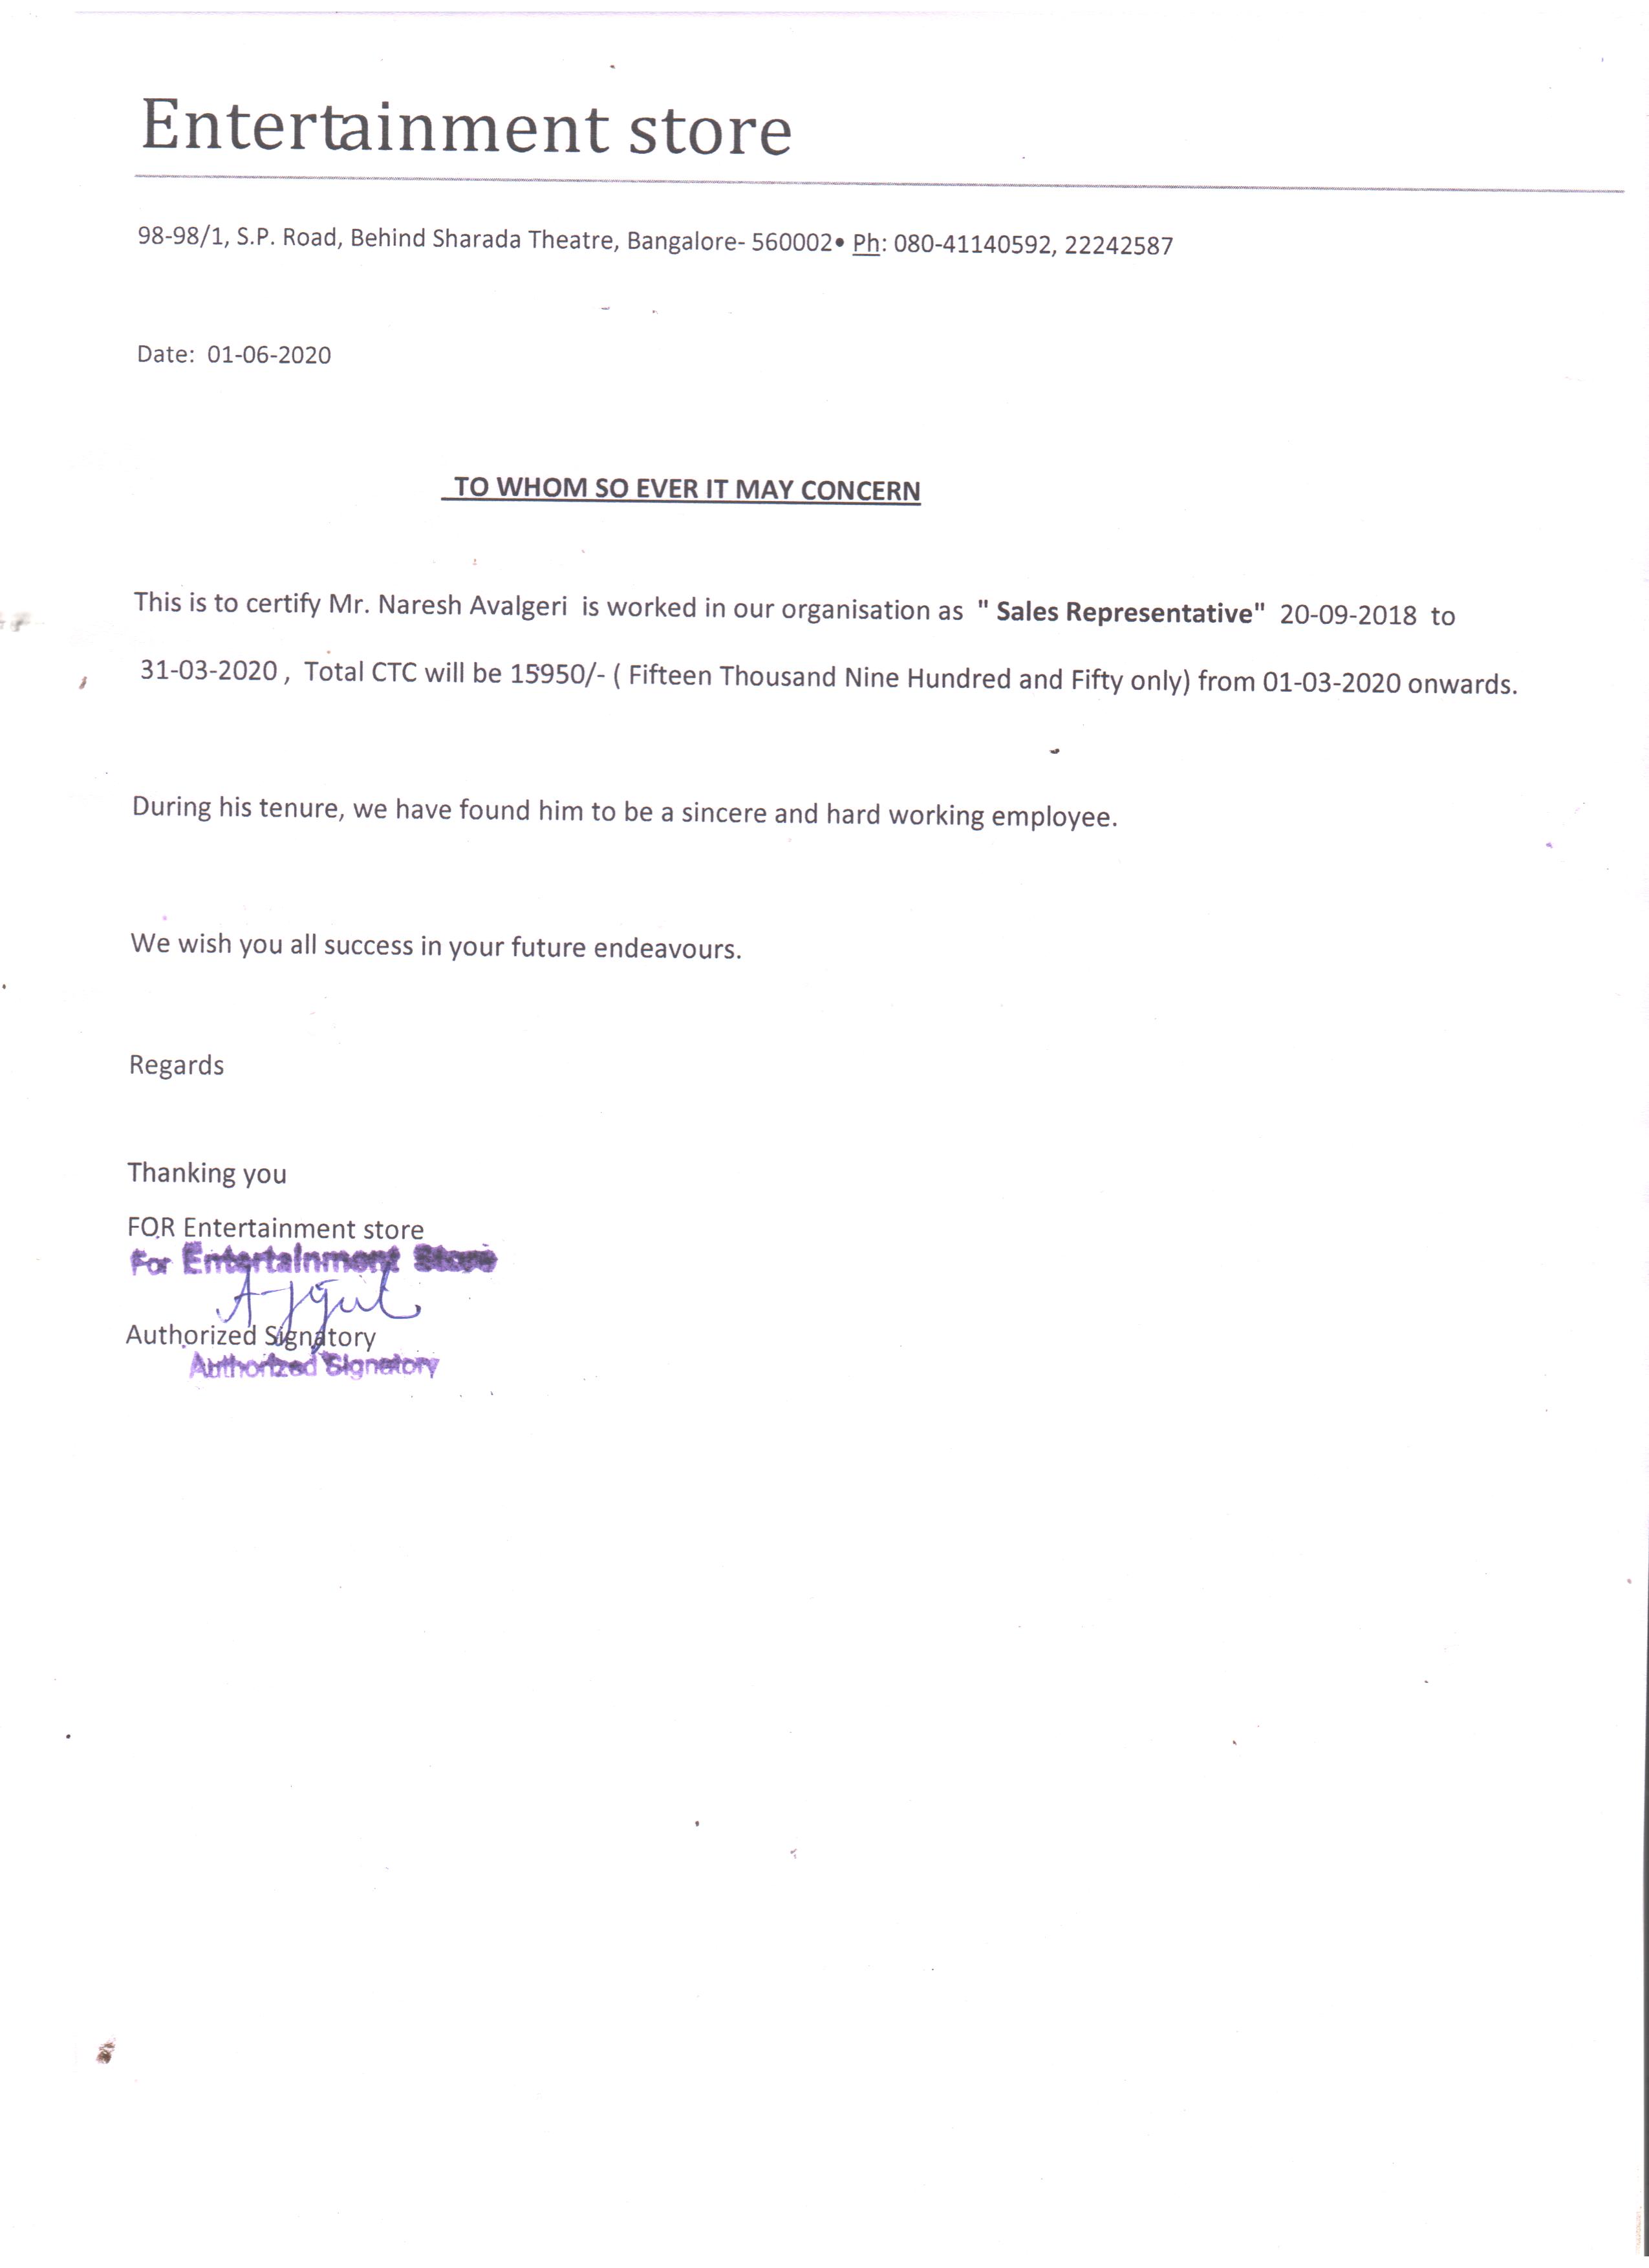 Entertainment store
98-98/1, S.P. Road, Behind Sharada Theatre, Bangalore- 560002• Ph: 080-41140592, 22242587
Date: 01-06-2020
TO WHOM SO EVER IT MAY CONCERN
This is to certify Mr. Naresh Avalgeri is worked in our organisation as " Sales Representative" 20-09-2018 to
31-03-2020 , Total CTC will be 15950/- ( Fifteen Thousand Nine Hundred and Fifty only) from 01-03-2020 onwards.
During his tenure, we have found him to be a sincere and hard working employee.
We wish you all success in your future endeavours.
Regards
Thanking you
FOR Entertainment store
For Entertainment Store
Authorized Signatory
Authorized Signatory